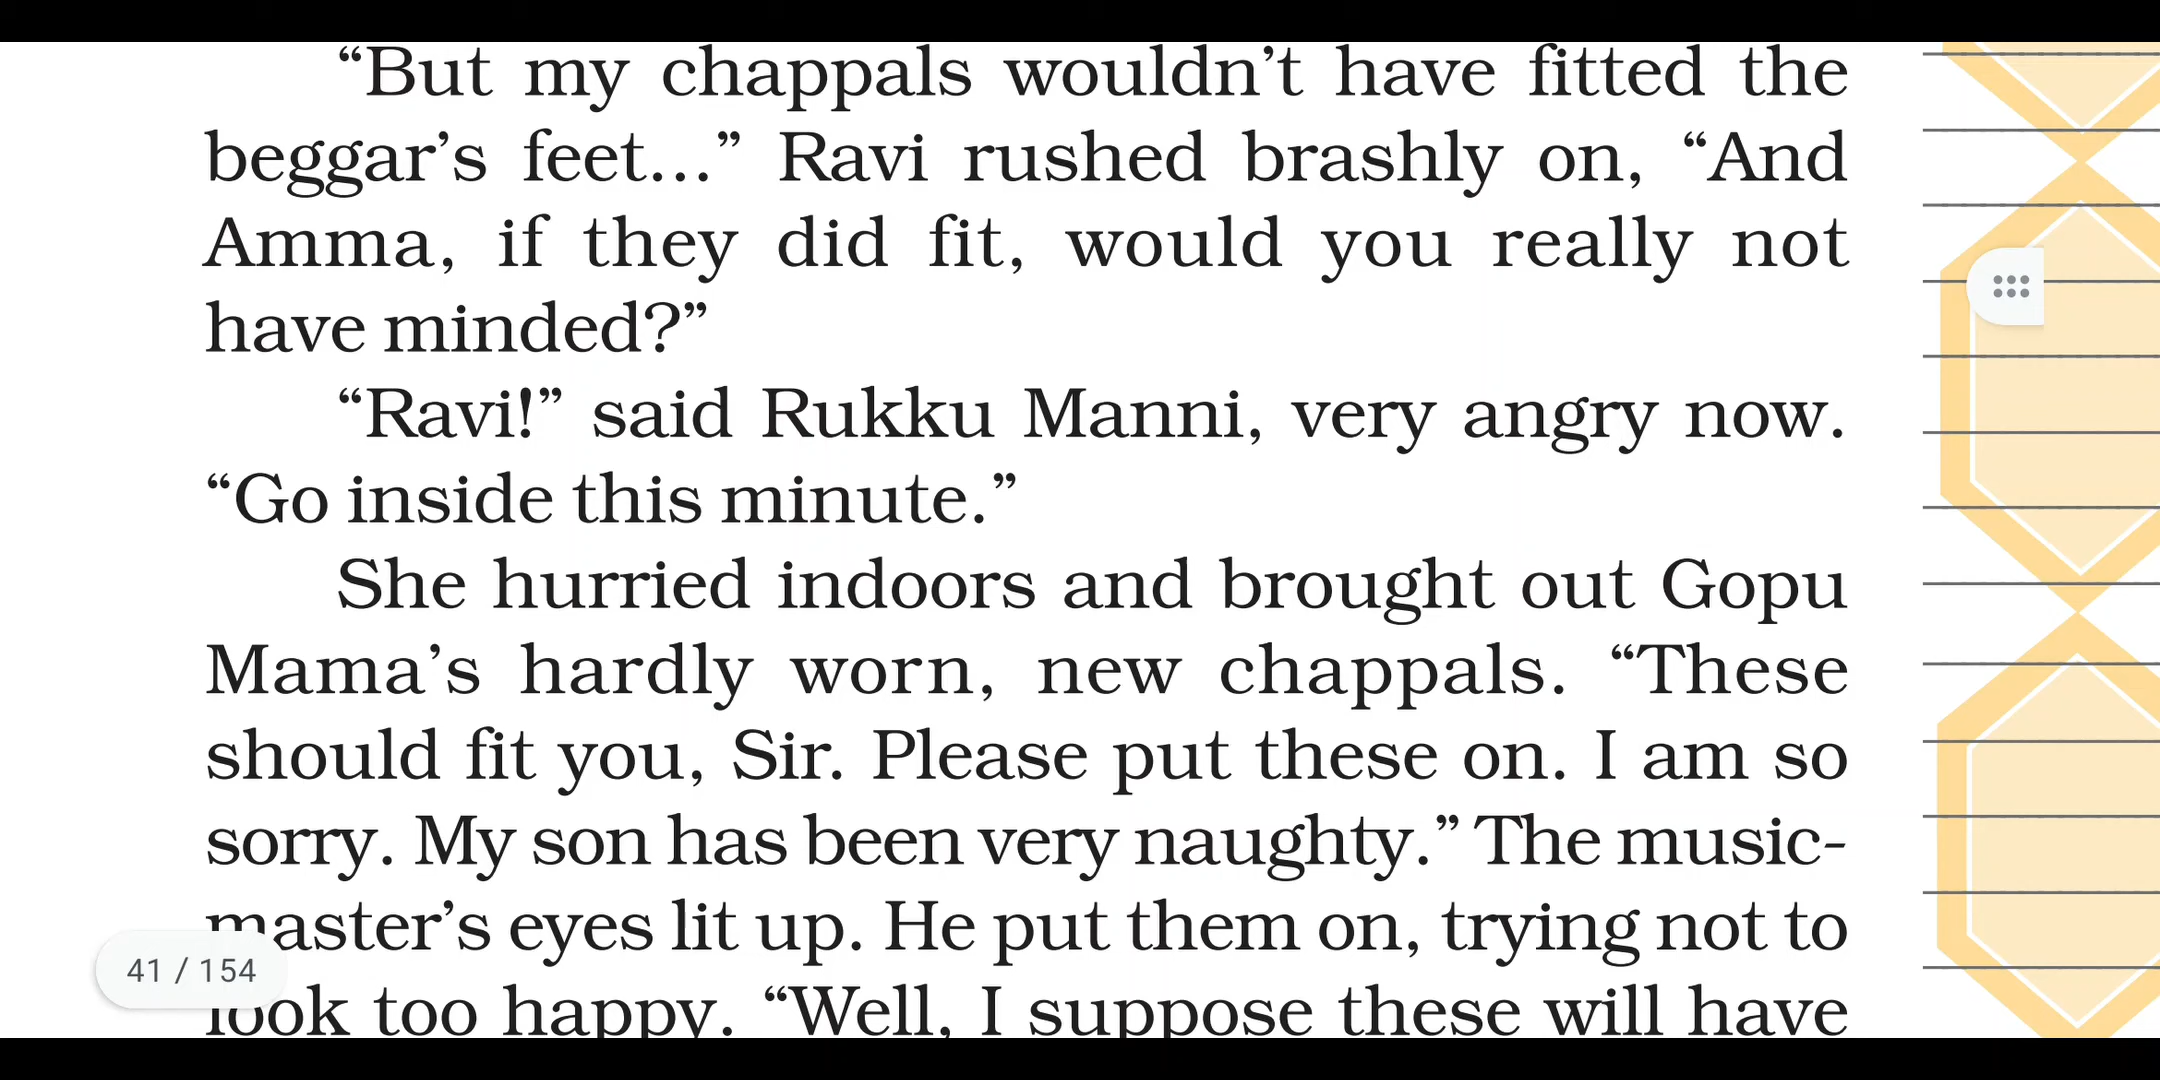 “But my chappals wouldn’t have fitted the
beggar’s feet...” Ravi rushed brashly on, “And
Amma, if they did fit, would you really not
have minded?”
“Ravi!” said Rukku Manni, very angry now.
“Go inside this minute.”
She hurried indoors and brought out Gopu
Mama’s hardly worn, new chappals. “These
should fit you, Sir. Please put these on. I am so
sorry. My son has been very naughty.” The music-
master’s eyes lit up. He put them on, trying not to
look too happy. “Well, I suppose these will have
41 / 154